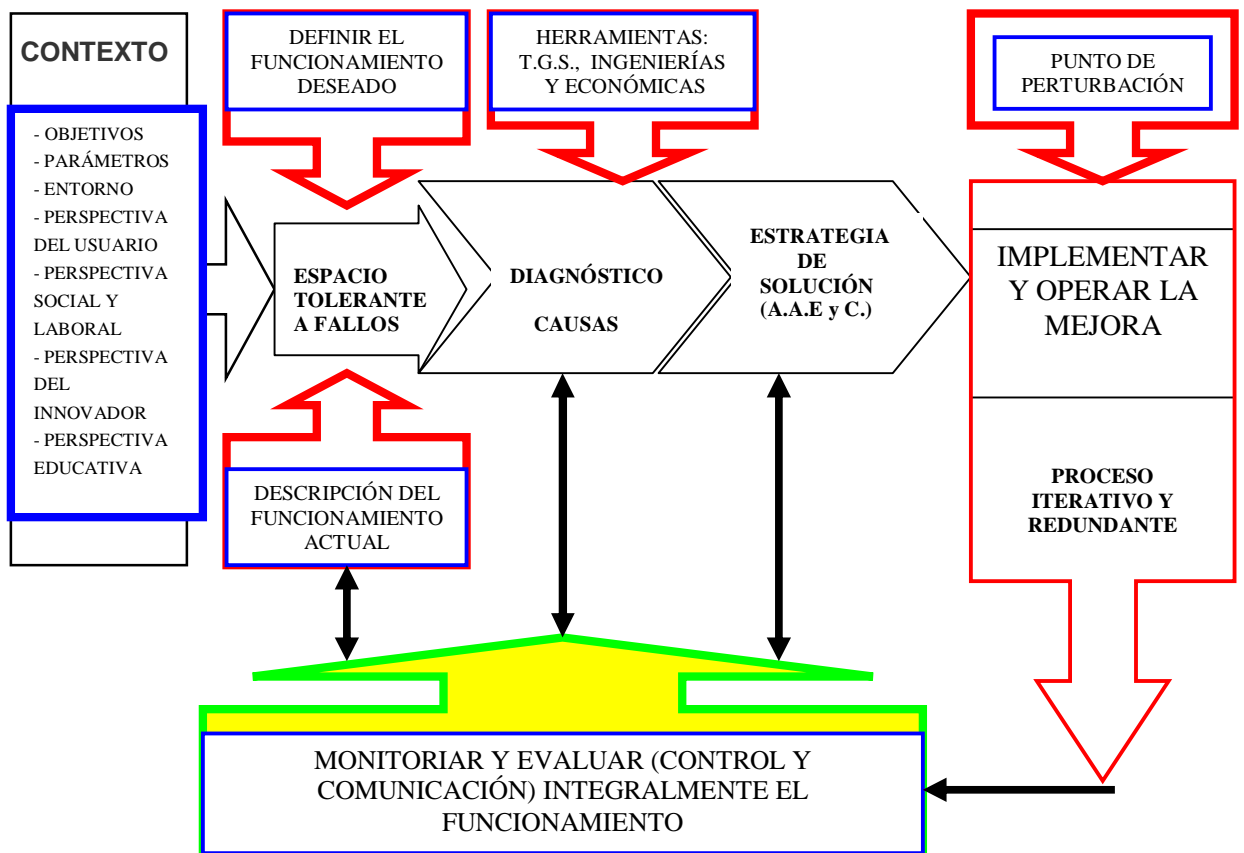 CONTEXTO
- OBJETIVOS
- PARÁMETROS
- ENTORNO
- PERSPECTIVA
DEL USUARIO
- PERSPECTIVA
SOCIAL Y
LABORAL
- PERSPECTIVA
DEL
INNOVADOR
- PERSPECTIVA
EDUCATIVA
DEFINIR EL
FUNCIONAMIENTO
DESEADO
HERRAMIENTAS:
T.G.S., INGENIERÍAS
Y ECONÓMICAS
PUNTO DE
PERTURBACIÓN
ESPACIO
TOLERANTE
A FALLOS
DIAGNÓSTICO
CAUSAS
ESTRATEGIA
DE
SOLUCIÓN
(A.A.E y C.)
IMPLEMENTAR
Y OPERAR LA
MEJORA
PROCESO
ITERATIVO Y
REDUNDANTE
DESCRIPCIÓN DEL
FUNCIONAMIENTO
ACTUAL
MONITORIAR Y EVALUAR (CONTROL Y
COMUNICACIÓN) INTEGRALMENTE EL
FUNCIONAMIENTO